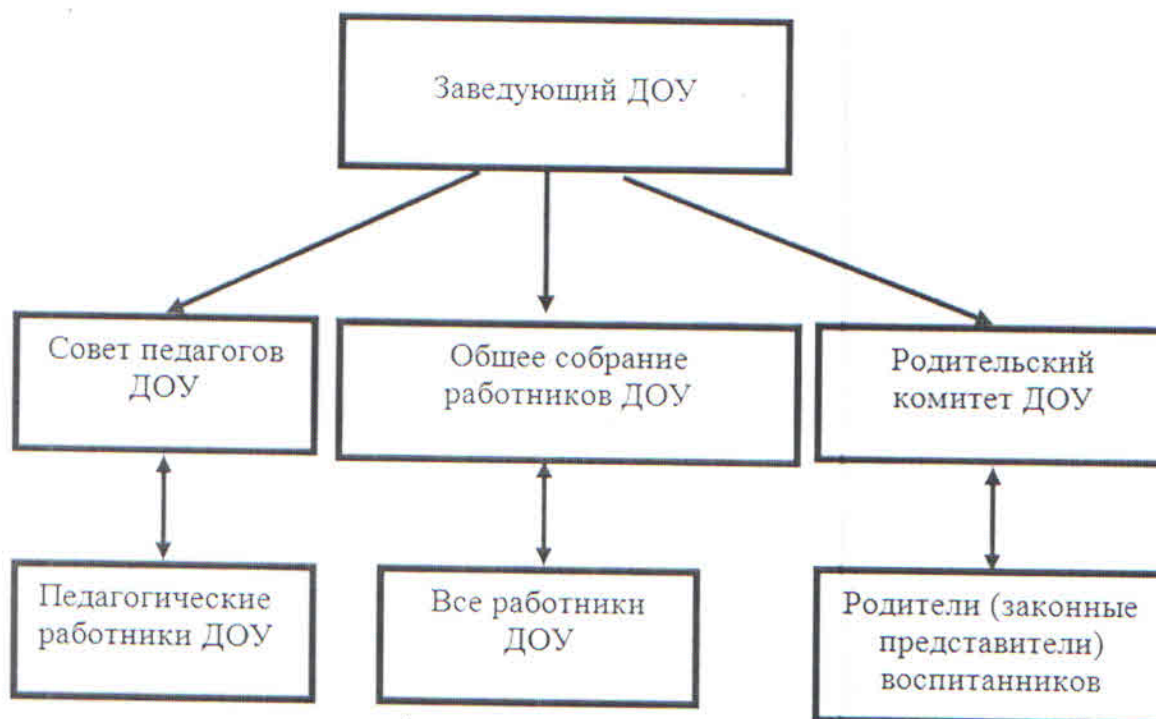 Заведующий ДОУ
Совет педагогов
ДОУ
Общее собрание
работников ДОУ
Родительский
комитет ДОУ
Педагогические
работники ДОУ
Все работники
ДОУ
Родители (законные
представители)
воспитанников